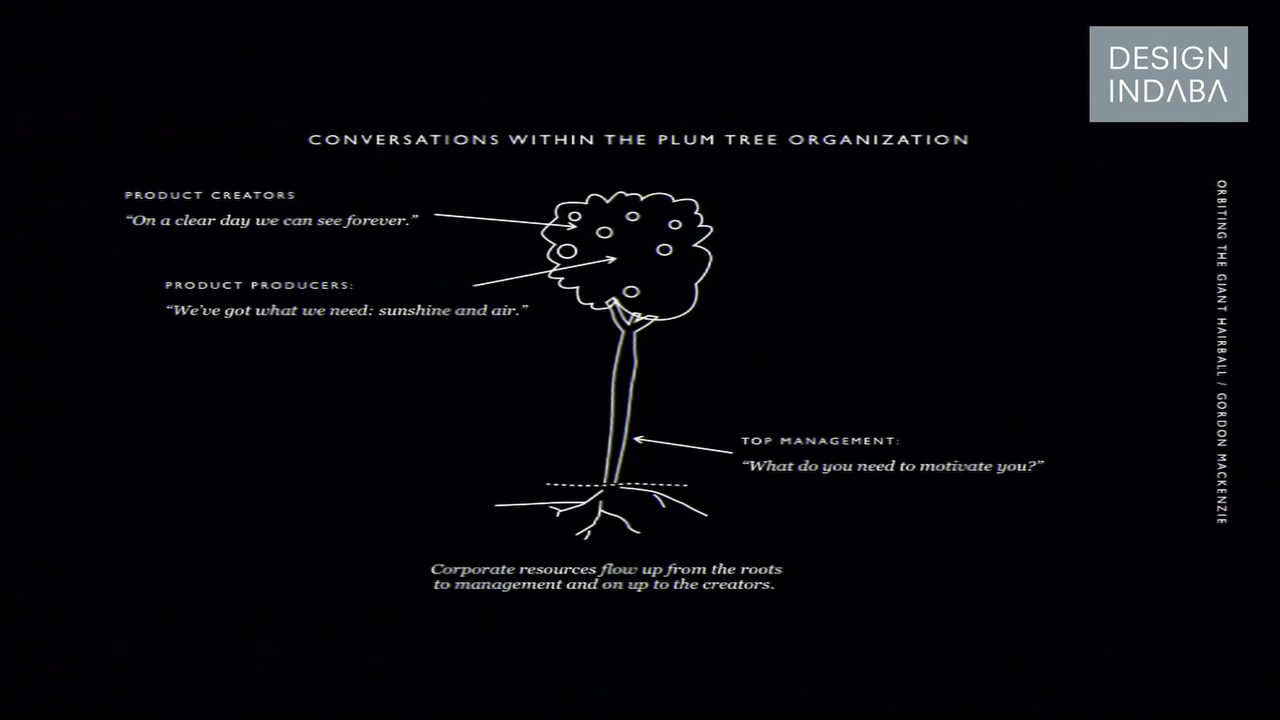 DESIGN
INDABA
CONVERSATIONS WITHIN THE PLUM TREE ORGANIZATION
PRODUCT CREATORS
“On a clear day we can see forever.”
PRODUCT PRODUCERS:
“We’ve got what we need: sunshine and air.”
TOP MANAGEMENT:
“What do you need to motivate you?”
Corporate resources flow up from the roots
to management and on up to the creators.
ORBITING THE GIANT HAIRBALL / GORDON MACKENZIE